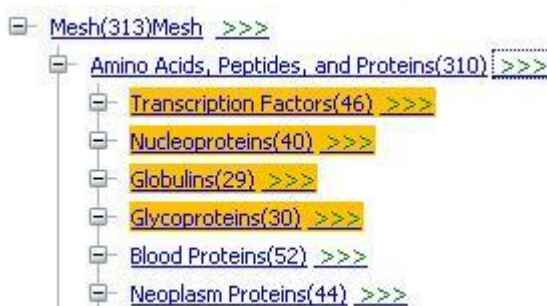 Mesh(313)Mesh >>>
Amino Acids, Peptides, and Proteins(310) >>>
Transcription Factors(46) >>>
Nucleoproteins(40) >>>
Globulins(29) >>>
Glycoproteins(30) >>>
Blood Proteins(52) >>>
Neoplasm Proteins(44) >>>